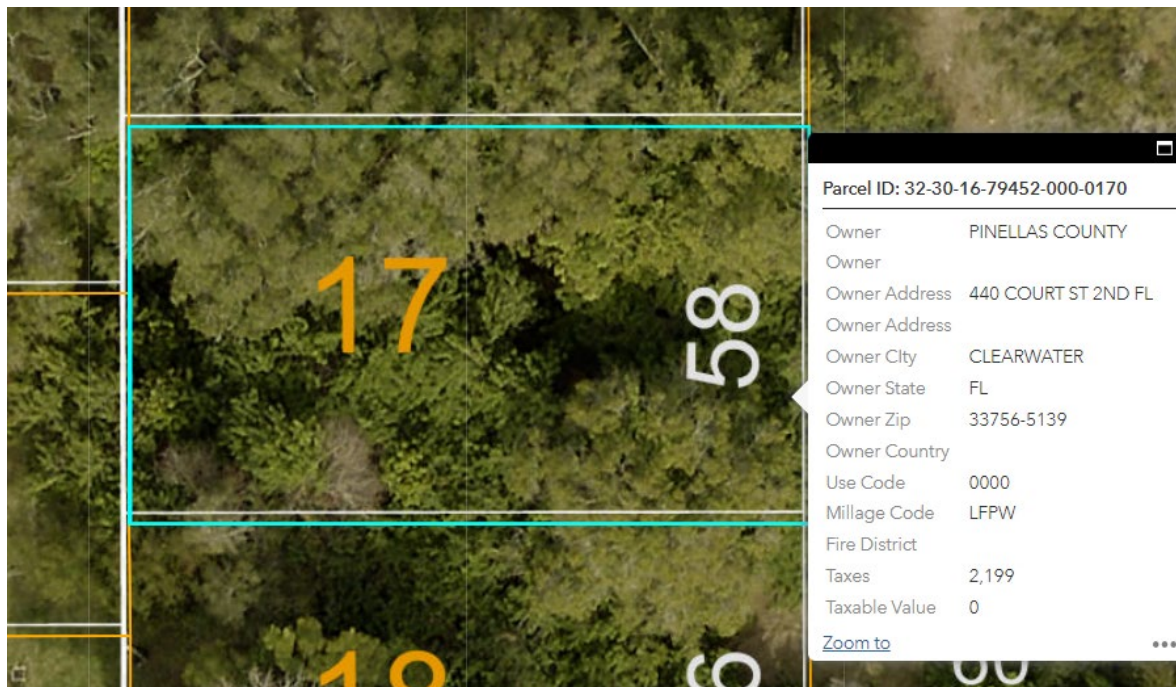 17
58
Parcel ID: 32-30-16-79452-000-0170
Owner PINELLAS COUNTY
Owner
Owner Address 440 COURT ST 2ND FL
Owner Address
Owner CIty CLEARWATER
Owner State FL
Owner Zip 33756-5139
Owner Country
Use Code 0000
Millage Code LFPW
Fire District
Taxes 2,199
Taxable Value 0
Zoom to